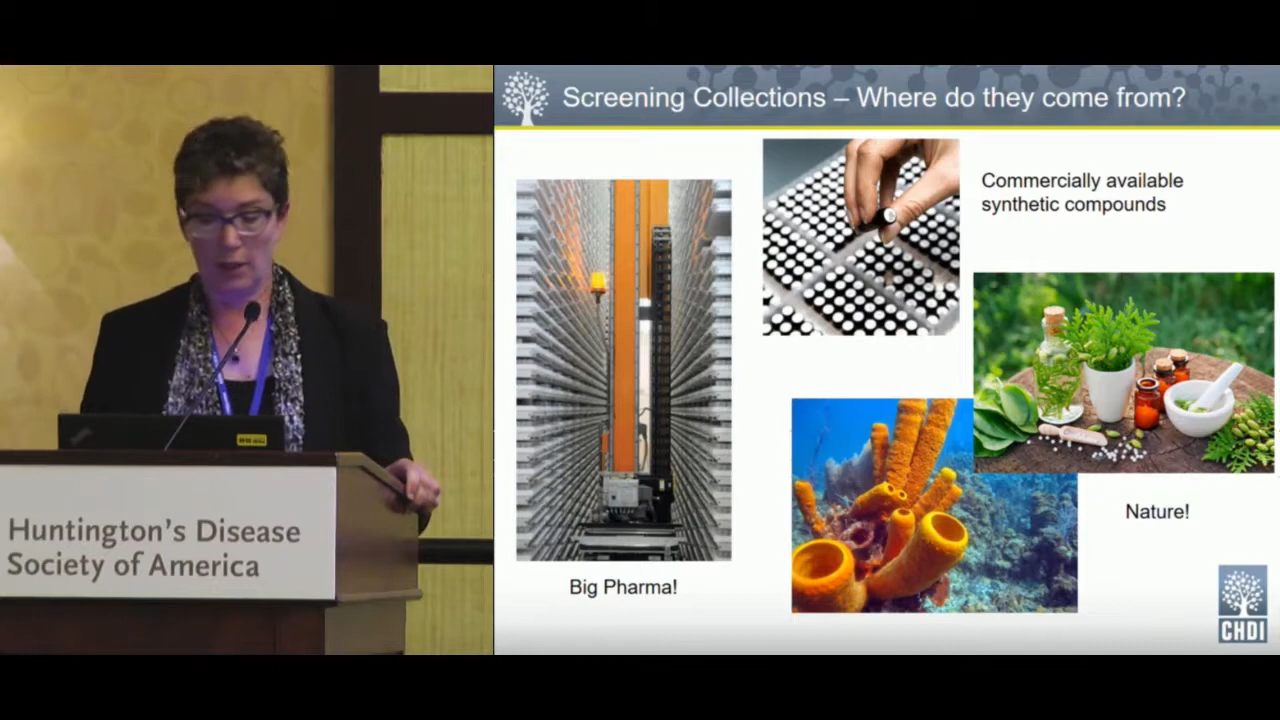 Screening Collections – Where do they come from?
Commercially available
synthetic compounds
Nature!
Big Pharma!
CHDI
Huntington's Disease
Society of America